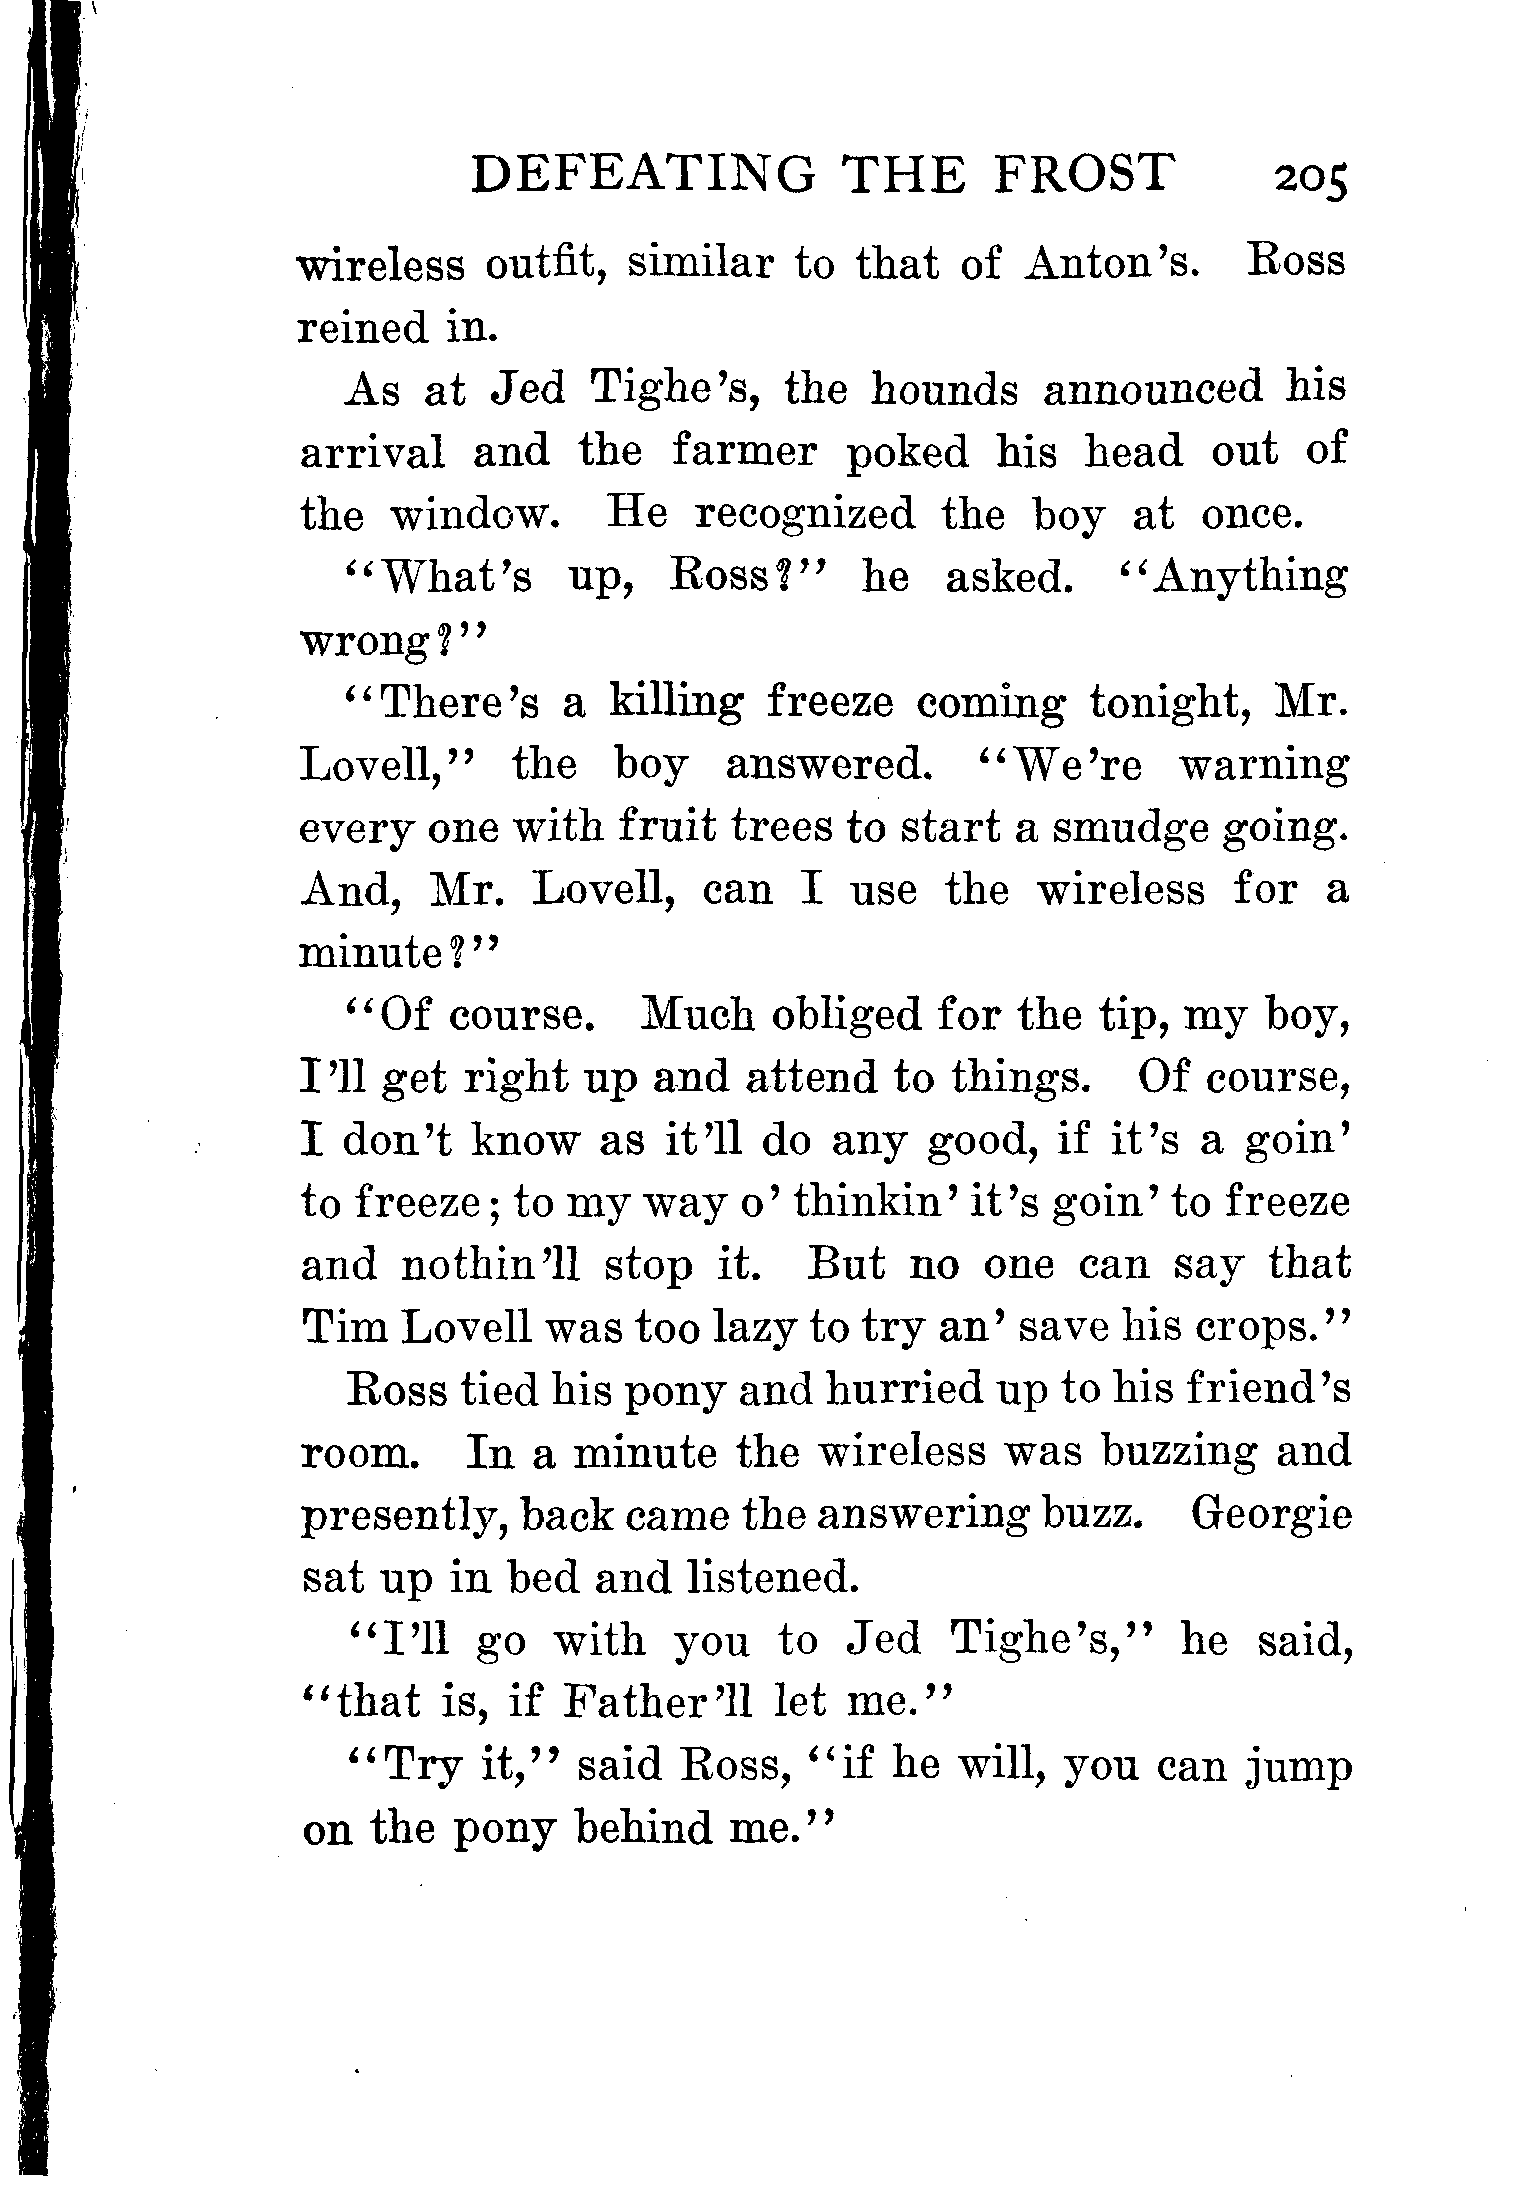 DEFEATING THE FROST 205
wireless outfit, similar to that of Anton's. Ross
reined in.
As at Jed Tighe's, the hounds announced his
arrival and the farmer poked his head out of
the window. He recognized the boy at once.
“What's up, Ross?” he asked. “Anything
wrong?”
“There's a killing freeze coming tonight, Mr.
Lovell,” the boy answered. “We're warning
every one with fruit trees to start a smudge going.
And, Mr. Lovell, can I use the wireless for a
minute?”
“Of course. Much obliged for the tip, my boy,
I'll get right up and attend to things. Of course,
I don't know as it'll do any good, if it's a goin'
to freeze; to my way o' thinkin' it's goin' to freeze
and nothin'll stop it. But no one can say that
Tim Lovell was too lazy to try an' save his crops.”
Ross tied his pony and hurried up to his friend's
room. In a minute the wireless was buzzing and
presently, back came the answering buzz. Georgie
sat up in bed and listened.
“I'll go with you to Jed Tighe's,” he said,
“that is, if Father'll let me.”
“Try it,” said Ross, “if he will, you can jump
on the pony behind me.”